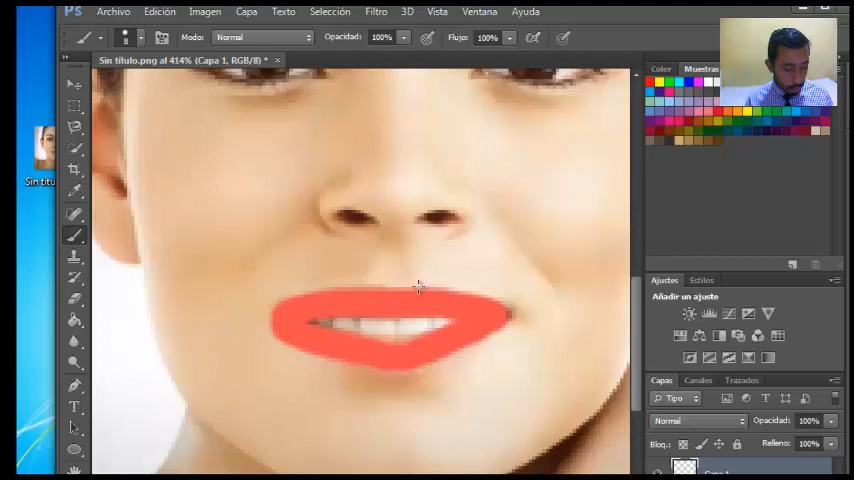 Ps Archivo Edición Imagen Capa Texto Selección Filtro 3D Vista Ventana Ayuda
8 Modo: Normal Opacidad: 100% Flujo: 100%
Sin título.png al 414% (Capa 1, RGB/8) * ×
Color Muestras
Sin títu
Ajustes Estilos
Añadir un ajuste
Capas Canales Trazados
Tipo
Normal Opacidad: 100%
Bloq.: Relleno: 100%
Capa 1